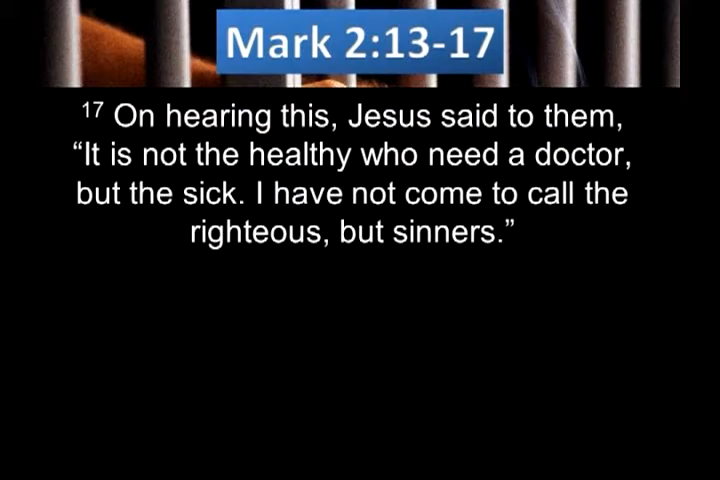 Mark 2:13-17
17 On hearing this, Jesus said to them,
“It is not the healthy who need a doctor,
but the sick. I have not come to call the
righteous, but sinners.”